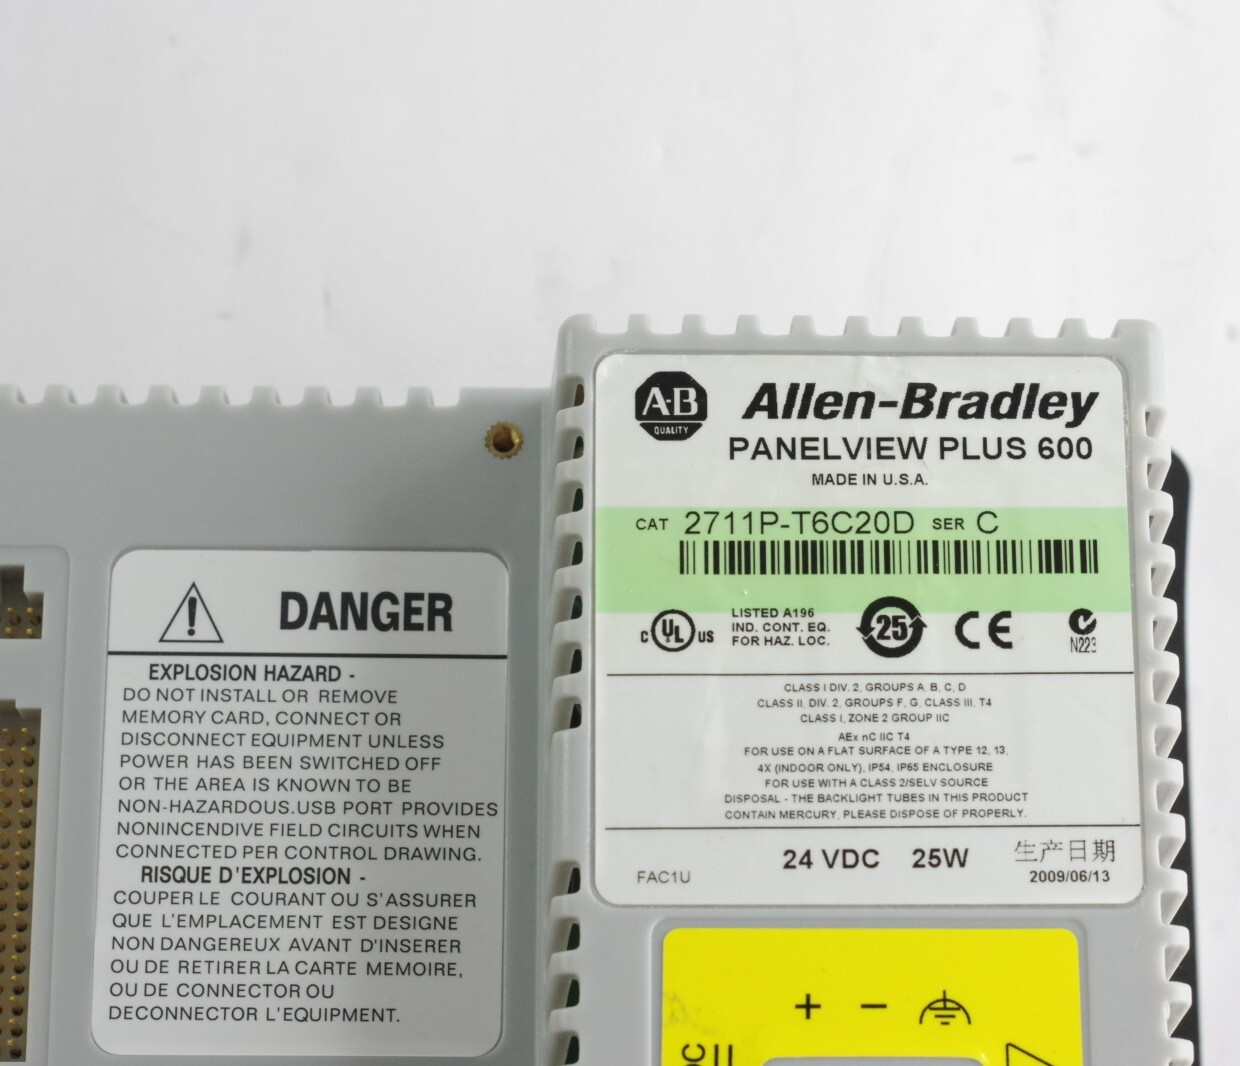 DANGER
EXPLOSION HAZARD -
DO NOT INSTALL OR REMOVE
MEMORY CARD, CONNECT OR
DISCONNECT EQUIPMENT UNLESS
POWER HAS BEEN SWITCHED OFF
OR THE AREA IS KNOWN TO BE
NON-HAZARDOUS.USB PORT PROVIDES
NONINCENDIVE FIELD CIRCUITS WHEN
CONNECTED PER CONTROL DRAWING.
RISQUE D'EXPLOSION -
COUPER LE COURANT OU S'ASSURER
QUE L'EMPLACEMENT EST DESIGNE
NON DANGEREUX AVANT D'INSERER
OU DE RETIRER LA CARTE MEMOIRE,
OU DE CONNECTOR OU
DECONNECTOR L'EQUIPMENT.
A-B
QUALITY
Allen-Bradley
PANELVIEW PLUS 600
MADE IN U.S.A.
CAT 2711P-T6C20D SER C
C UL US
LISTED A196
IND. CONT. EQ.
FOR HAZ. LOC.
25
CE
N223
CLASS I DIV. 2, GROUPS A, B, C, D
CLASS II, DIV. 2, GROUPS F, G, CLASS III, T4
CLASS I, ZONE 2 GROUP IIC
AEx nC IIC T4
FOR USE ON A FLAT SURFACE OF A TYPE 12, 13,
4X (INDOOR ONLY), IP54, IP65 ENCLOSURE
FOR USE WITH A CLASS 2/SELV SOURCE
DISPOSAL - THE BACKLIGHT TUBES IN THIS PRODUCT
CONTAIN MERCURY, PLEASE DISPOSE OF PROPERLY.
24 VDC 25W
生产日期
FAC1U
2009/06/13
+ −